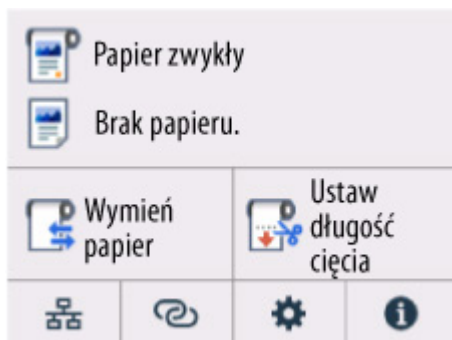 Papier zwykły
Brak papieru.
Wymień
papier
Ustaw
długość
cięcia